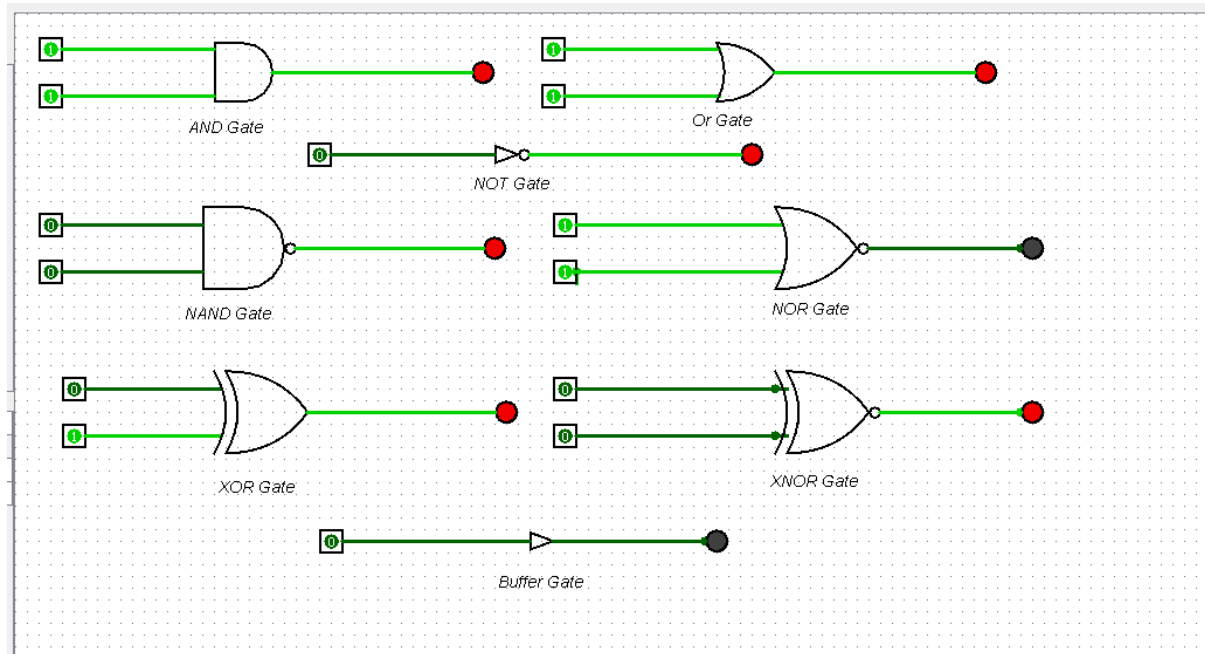 1
1
AND Gate
1
1
Or Gate
0
NOT Gate
0
0
NAND Gate
1
1
NOR Gate
0
1
XOR Gate
0
0
XNOR Gate
0
Buffer Gate